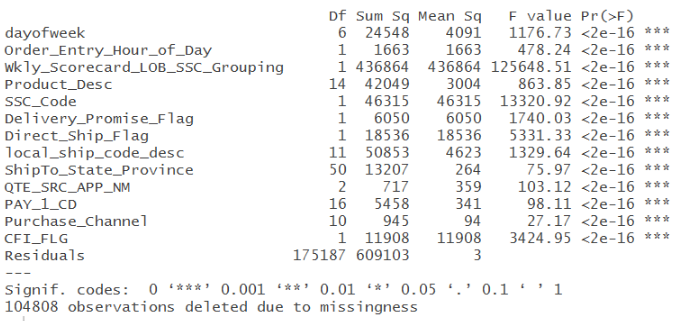 Df Sum Sq Mean Sq F value Pr(>F)
dayofweek 6 24548 4091 1176.73 <2e-16 ***
Order_Entry_Hour_of_Day 1 1663 1663 478.24 <2e-16 ***
Wkly_Scorecard_LOB_SSC_Grouping 1 436864 436864 125648.51 <2e-16 ***
Product_Desc 14 42049 3004 863.85 <2e-16 ***
SSC_Code 1 46315 46315 13320.92 <2e-16 ***
Delivery_Promise_Flag 1 6050 6050 1740.03 <2e-16 ***
Direct_Ship_Flag 1 18536 18536 5331.33 <2e-16 ***
local_ship_code_desc 11 50853 4623 1329.64 <2e-16 ***
ShipTo_State_Province 50 13207 264 75.97 <2e-16 ***
QTE_SRC_APP_NM 2 717 359 103.12 <2e-16 ***
PAY_1_CD 16 5458 341 98.11 <2e-16 ***
Purchase_Channel 10 945 94 27.17 <2e-16 ***
CFI_FLG 1 11908 11908 3424.95 <2e-16 ***
Residuals 175187 609103 3
---
Signif. codes: 0 ‘***’ 0.001 ‘**’ 0.01 ‘*’ 0.05 ‘.’ 0.1 ‘ ’ 1
104808 observations deleted due to missingness